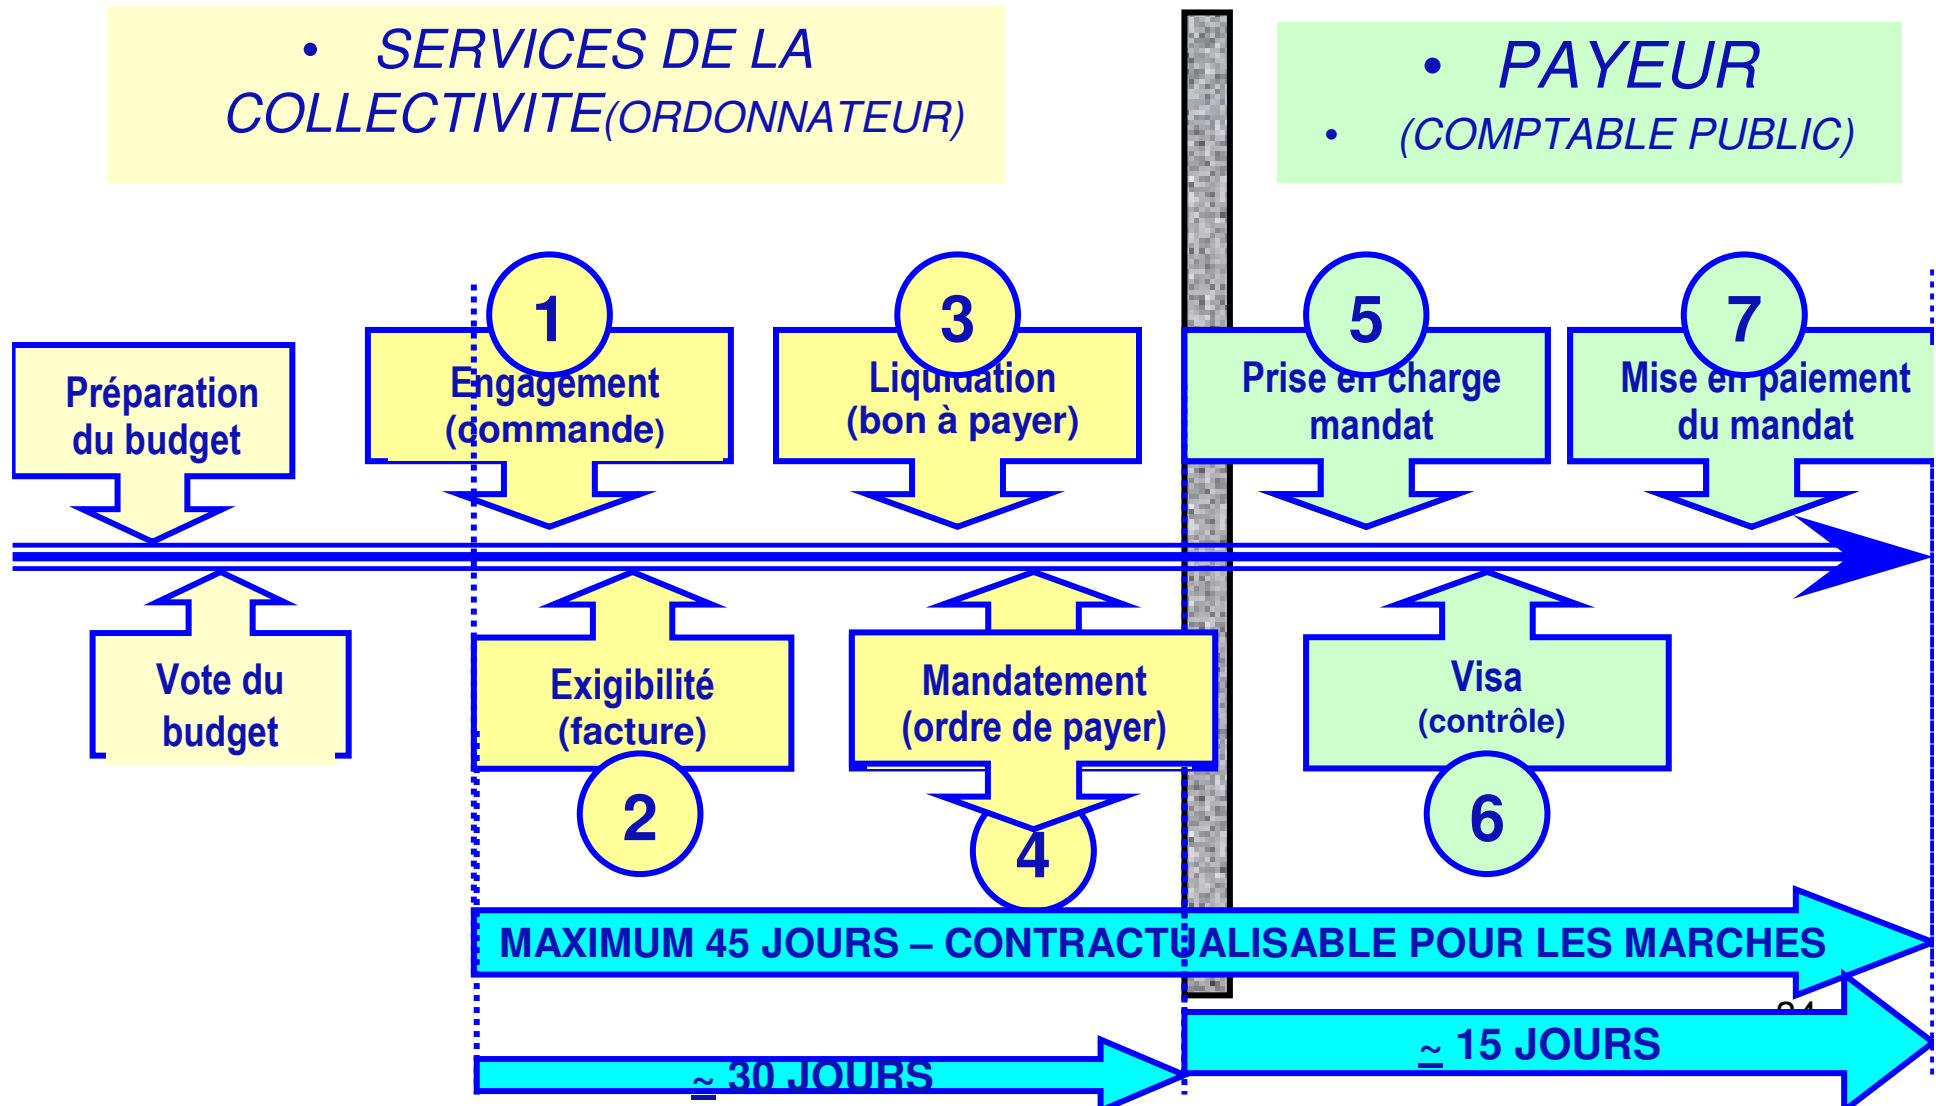 • SERVICES DE LA
COLLECTIVITE(ORDONNATEUR)
• PAYEUR
• (COMPTABLE PUBLIC)
1
3
5
7
Préparation
du budget
Engagement
(commande)
Liquidation
(bon à payer)
Prise en charge
mandat
Mise en paiement
du mandat
Vote du
budget
Exigibilité
(facture)
Mandatement
(ordre de payer)
Visa
(contrôle)
2
4
6
MAXIMUM 45 JOURS – CONTRACTUALISABLE POUR LES MARCHES
~ 15 JOURS
~ 30 JOURS